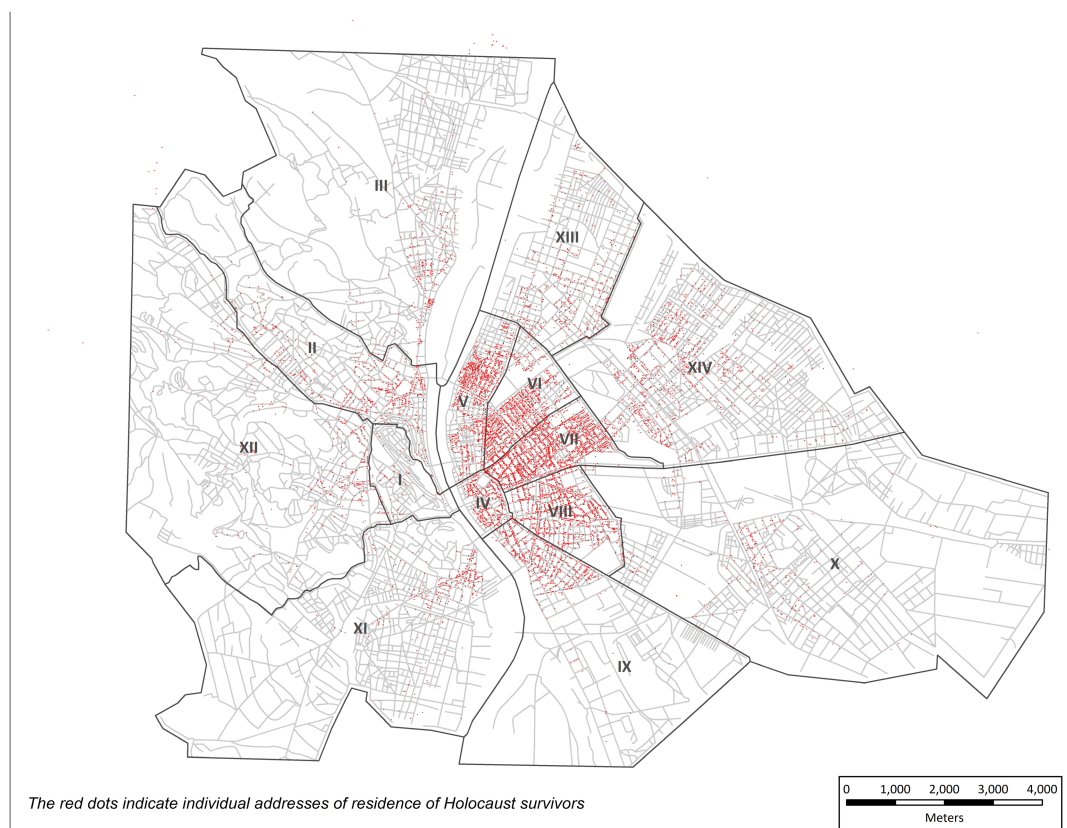 III
XIII
II
XIV
VI
V
VII
XII
I
IV
VIII
X
XI
IX
The red dots indicate individual addresses of residence of Holocaust survivors
0 1,000 2,000 3,000 4,000
Meters